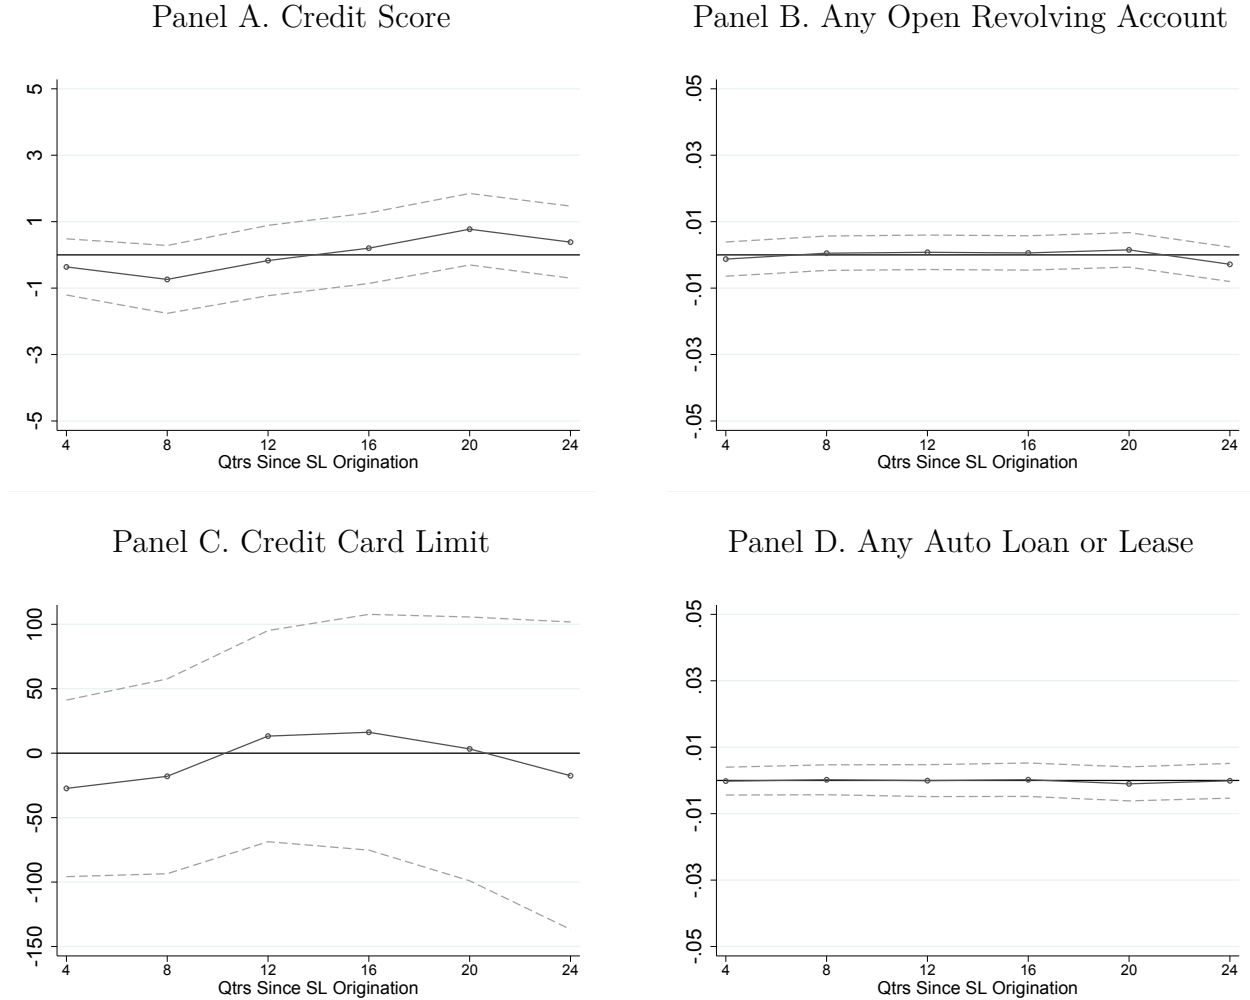 Panel A. Credit Score
5
3
1
-1
-3
-5
4 8 12 16 20 24
Qtrs Since SL Origination
Panel B. Any Open Revolving Account
.05
.03
.01
-.01
-.03
-.05
4 8 12 16 20 24
Qtrs Since SL Origination
Panel C. Credit Card Limit
100
50
0
-50
-100
-150
4 8 12 16 20 24
Qtrs Since SL Origination
Panel D. Any Auto Loan or Lease
.05
.03
.01
-.01
-.03
-.05
4 8 12 16 20 24
Qtrs Since SL Origination